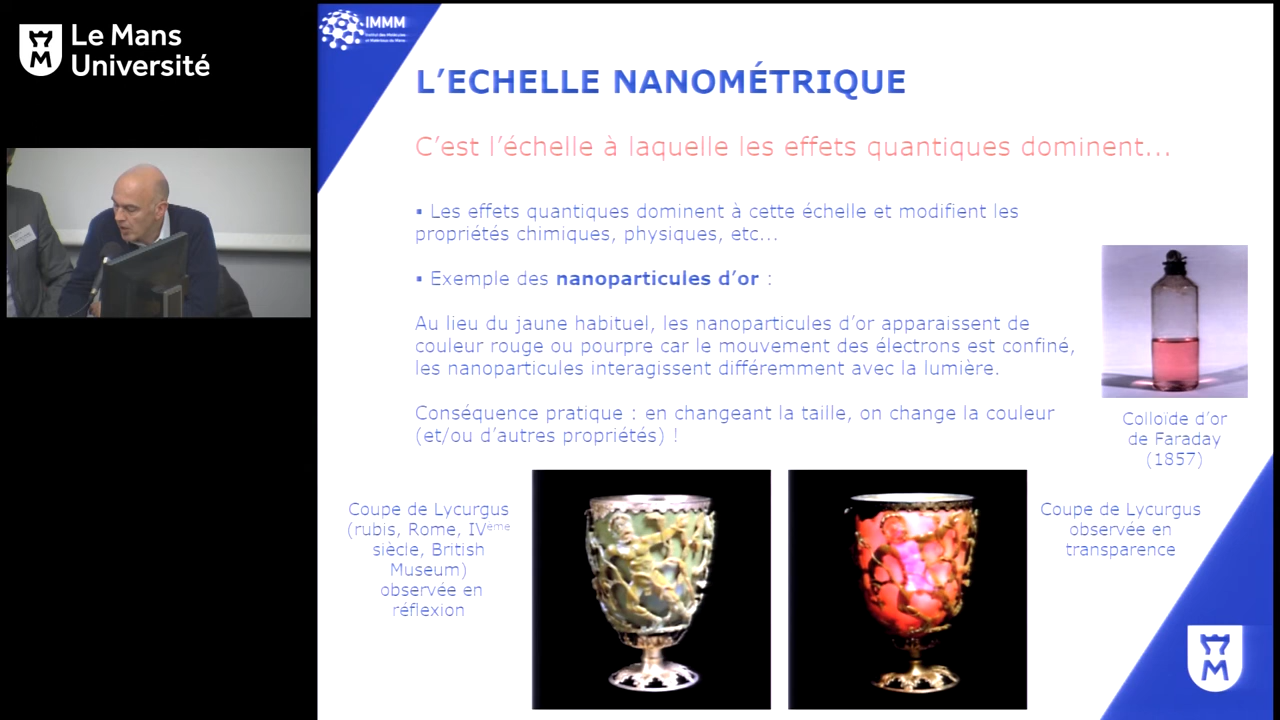 Le Mans
Université
IMMM
L'ECHELLE NANOMÉTRIQUE
C'est l'échelle à laquelle les effets quantiques dominent...
▪ Les effets quantiques dominent à cette échelle et modifient les
propriétés chimiques, physiques, etc...
▪ Exemple des nanoparticules d'or :
Au lieu du jaune habituel, les nanoparticules d'or apparaissent de
couleur rouge ou pourpre car le mouvement des électrons est confiné,
les nanoparticules interagissent différemment avec la lumière.
Conséquence pratique : en changeant la taille, on change la couleur
(et/ou d'autres propriétés) !
Colloïde d'or
de Faraday
(1857)
Coupe de Lycurgus
(rubis, Rome, IVeme
siècle, British
Museum)
observée en
réflexion
Coupe de Lycurgus
observée en
transparence
M